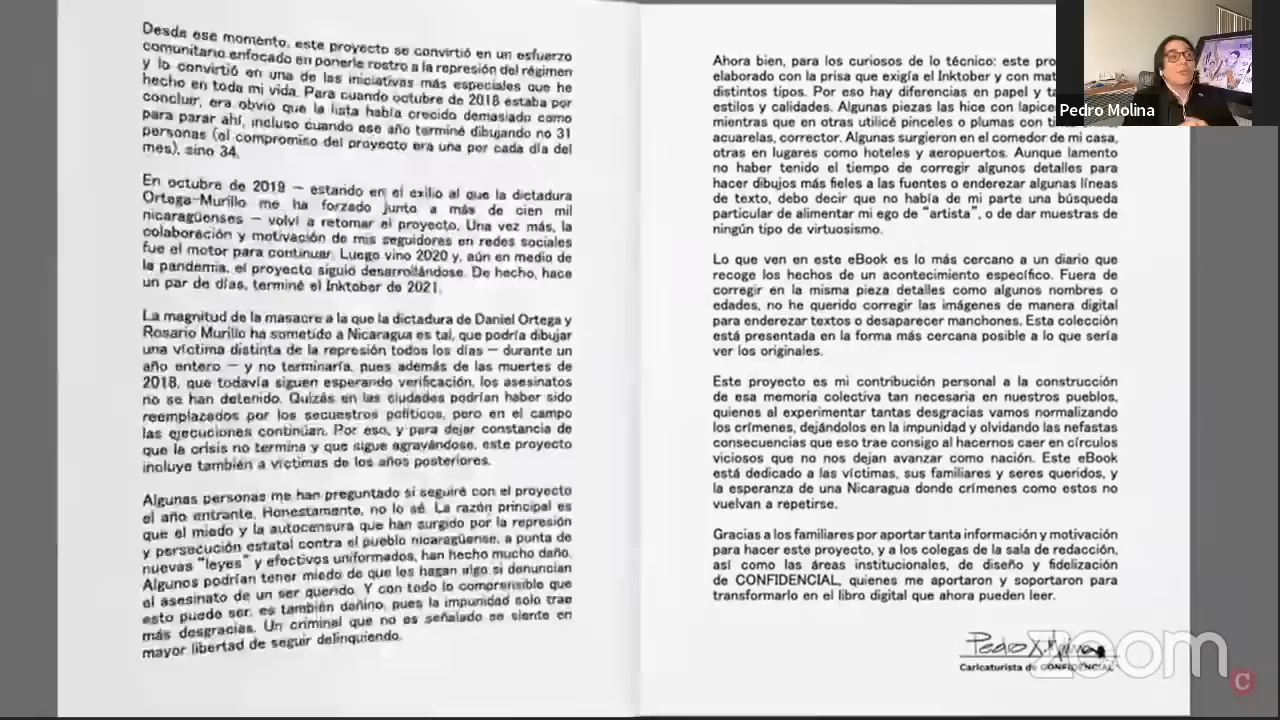 Desde ese momento, este proyecto se convirtió en un esfuerzo
comunitario enfocado en ponerle rostro a la represión del régimen
y lo convirtió en una de las iniciativas más especiales que he
hecho en toda mi vida. Para cuando octubre de 2018 estaba por
concluir, era obvio que la lista había crecido demasiado como
para parar ahí, incluso cuando ese año terminé dibujando no 31
personas (el compromiso del proyecto era una por cada día del
mes), sino 34.
En octubre de 2019 – estando en el exilio al que la dictadura
Ortega-Murillo me ha forzado junto a más de cien mil
nicaragüenses – volví a retomar el proyecto. Una vez más, la
colaboración y motivación de mis seguidores en redes sociales
fue el motor para continuar. Luego vino 2020 y, aún en medio de
la pandemia, el proyecto siguió desarrollándose. De hecho, hace
un par de días, terminé el Inktober de 2021.
La magnitud de la masacre a la que la dictadura de Daniel Ortega y
Rosario Murillo ha sometido a Nicaragua es tal, que podría dibujar
una víctima distinta de la represión todos los días – durante un
año entero – y no terminaría, pues además de las muertes de
2018, que todavía siguen esperando verificación, los asesinatos
no se han detenido. Quizás en las ciudades podrían haber sido
reemplazados por los secuestros políticos, pero en el campo
las ejecuciones continúan. Por eso, y para dejar constancia de
que la crisis no termina y que sigue agravándose, este proyecto
incluye también a víctimas de los años posteriores.
Algunas personas me han preguntado si seguiré con el proyecto
el año entrante. Honestamente, no lo sé. La razón principal es
que el miedo y la autocensura que han surgido por la represión
y persecución estatal contra el pueblo nicaragüense, a punta de
nuevas "leyes" y efectivos uniformados, han hecho mucho daño.
Algunos podrían tener miedo de que les hagan algo si denuncian
el asesinato de un ser querido. Y con todo lo comprensible que
esto puede ser, es también dañino, pues la impunidad solo trae
más desgracias. Un criminal que no es señalado se siente en
mayor libertad de seguir delinquiendo.
Ahora bien, para los curiosos de lo técnico: este pro
elaborado con la prisa que exigía el Inktober y con mat
distintos tipos. Por eso hay diferencias en papel y ta
estilos y calidades. Algunas piezas las hice con lapice
mientras que en otras utilicé pinceles o plumas con ti
acuarelas, corrector. Algunas surgieron en el comedor de mi casa,
otras en lugares como hoteles y aeropuertos. Aunque lamento
no haber tenido el tiempo de corregir algunos detalles para
hacer dibujos más fieles a las fuentes o enderezar algunas líneas
de texto, debo decir que no había de mi parte una búsqueda
particular de alimentar mi ego de "artista", o de dar muestras de
ningún tipo de virtuosismo.
Lo que ven en este eBook es lo más cercano a un diario que
recoge los hechos de un acontecimiento específico. Fuera de
corregir en la misma pieza detalles como algunos nombres o
edades, no he querido corregir las imágenes de manera digital
para enderezar textos o desaparecer manchones. Esta colección
está presentada en la forma más cercana posible a lo que sería
ver los originales.
Este proyecto es mi contribución personal a la construcción
de esa memoria colectiva tan necesaria en nuestros pueblos,
quienes al experimentar tantas desgracias vamos normalizando
los crímenes, dejándolos en la impunidad y olvidando las nefastas
consecuencias que eso trae consigo al hacernos caer en círculos
viciosos que no nos dejan avanzar como nación. Este eBook
está dedicado a las víctimas, sus familiares y seres queridos, y
la esperanza de una Nicaragua donde crímenes como estos no
vuelvan a repetirse.
Gracias a los familiares por aportar tanta información y motivación
para hacer este proyecto, y a los colegas de la sala de redacción,
así como las áreas institucionales, de diseño y fidelización
de CONFIDENCIAL, quienes me aportaron y soportaron para
transformarlo en el libro digital que ahora pueden leer.
Pedro X. Molina
Caricaturista de CONFIDENCIAL
Pedro Molina
zoom
C